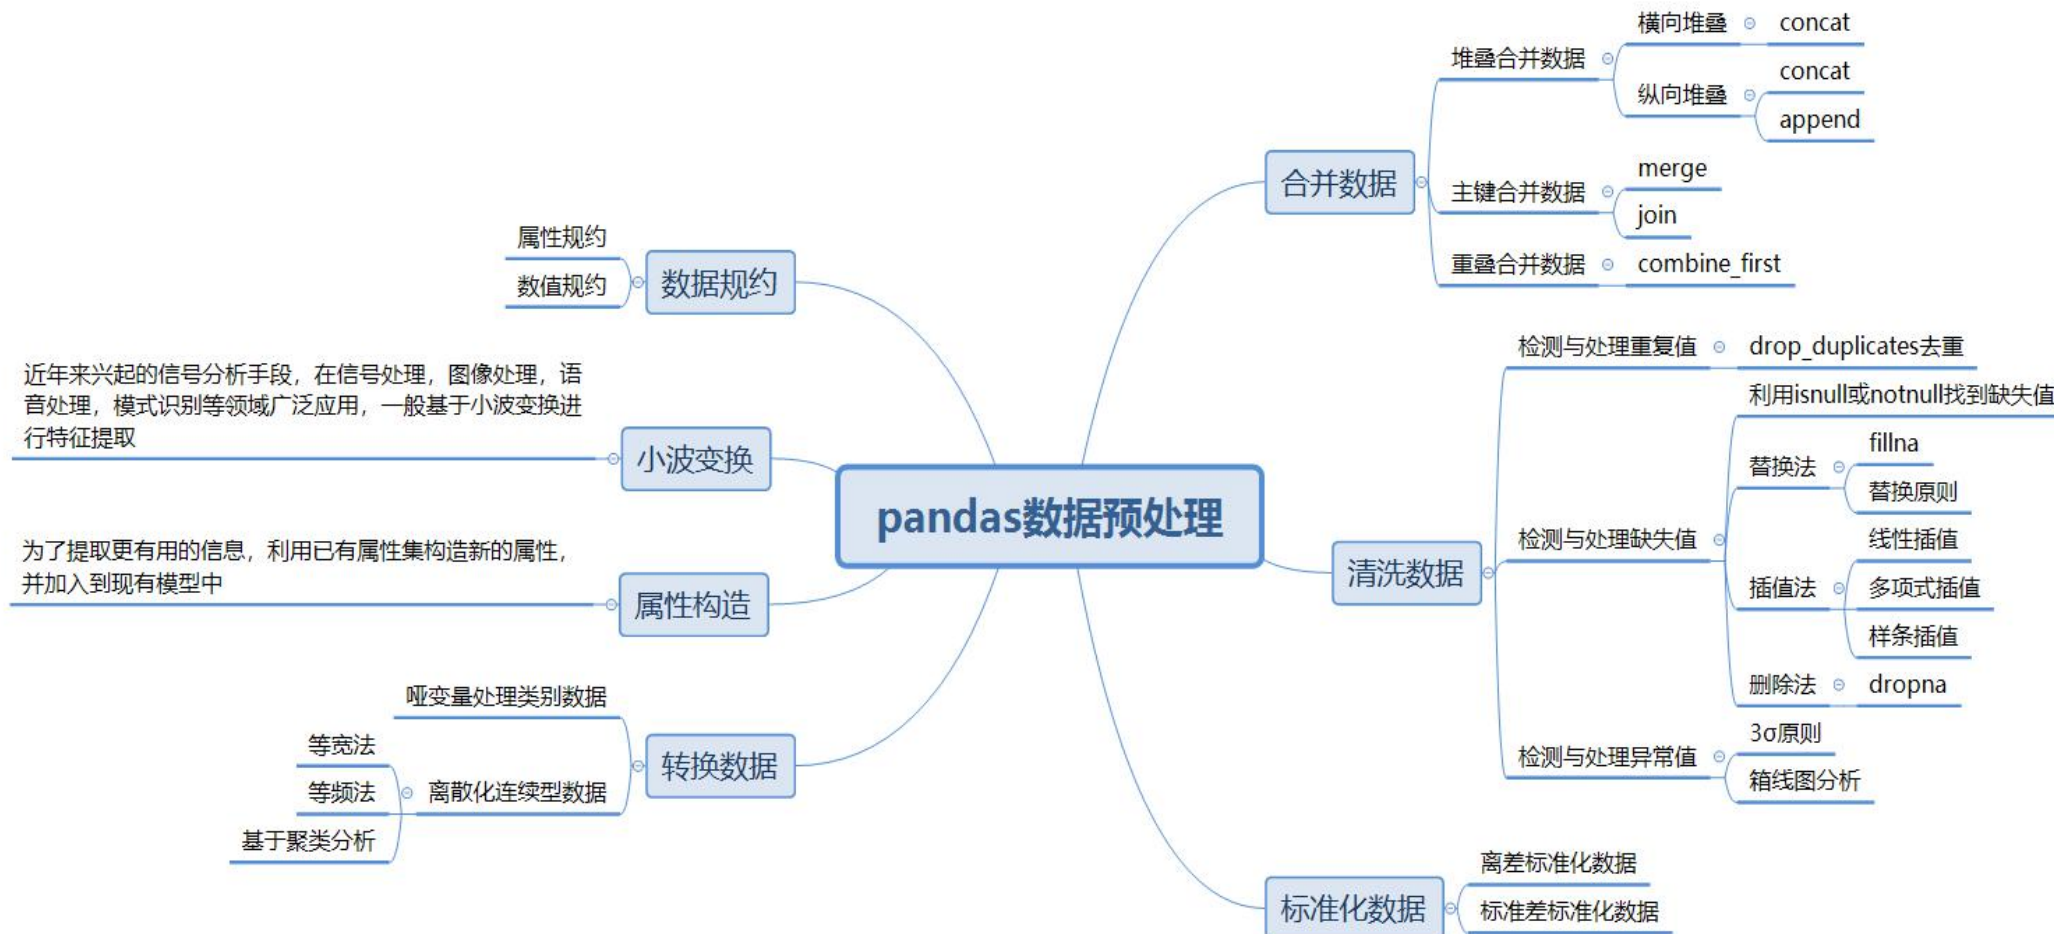 pandas数据预处理
合并数据
堆叠合并数据
横向堆叠
concat
纵向堆叠
concat
append
主键合并数据
merge
join
重叠合并数据
combine_first
清洗数据
检测与处理重复值
drop_duplicates去重
检测与处理缺失值
利用isnull或notnull找到缺失值
替换法
fillna
替换原则
插值法
线性插值
多项式插值
样条插值
删除法
dropna
检测与处理异常值
3σ原则
箱线图分析
标准化数据
离差标准化数据
标准差标准化数据
数据规约
属性规约
数值规约
小波变换
近年来兴起的信号分析手段，在信号处理，图像处理，语
音处理，模式识别等领域广泛应用，一般基于小波变换进
行特征提取
属性构造
为了提取更有用的信息，利用已有属性集构造新的属性，
并加入到现有模型中
转换数据
哑变量处理类别数据
离散化连续型数据
等宽法
等频法
基于聚类分析